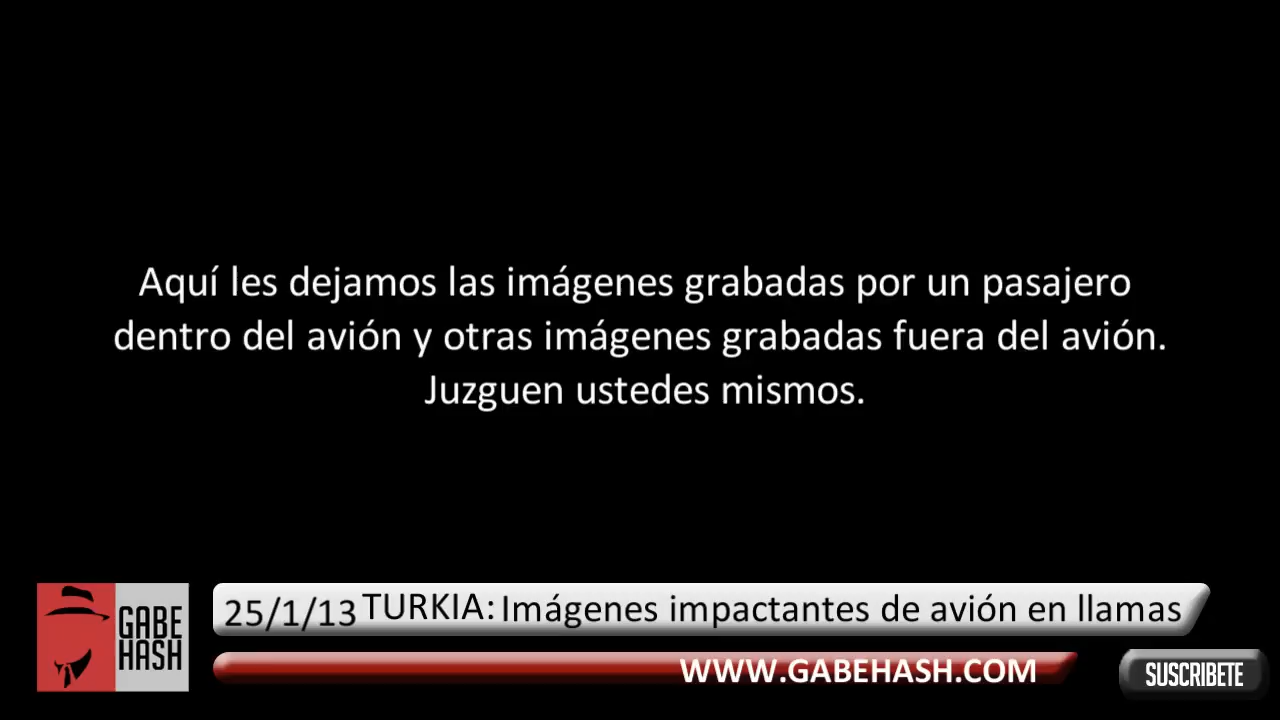 Aquí les dejamos las imágenes grabadas por un pasajero
dentro del avión y otras imágenes grabadas fuera del avión.
Juzguen ustedes mismos.
GABE
HASH
25/1/13 TURKIA: Imágenes impactantes de avión en llamas
WWW.GABEHASH.COM
SUSCRIBETE